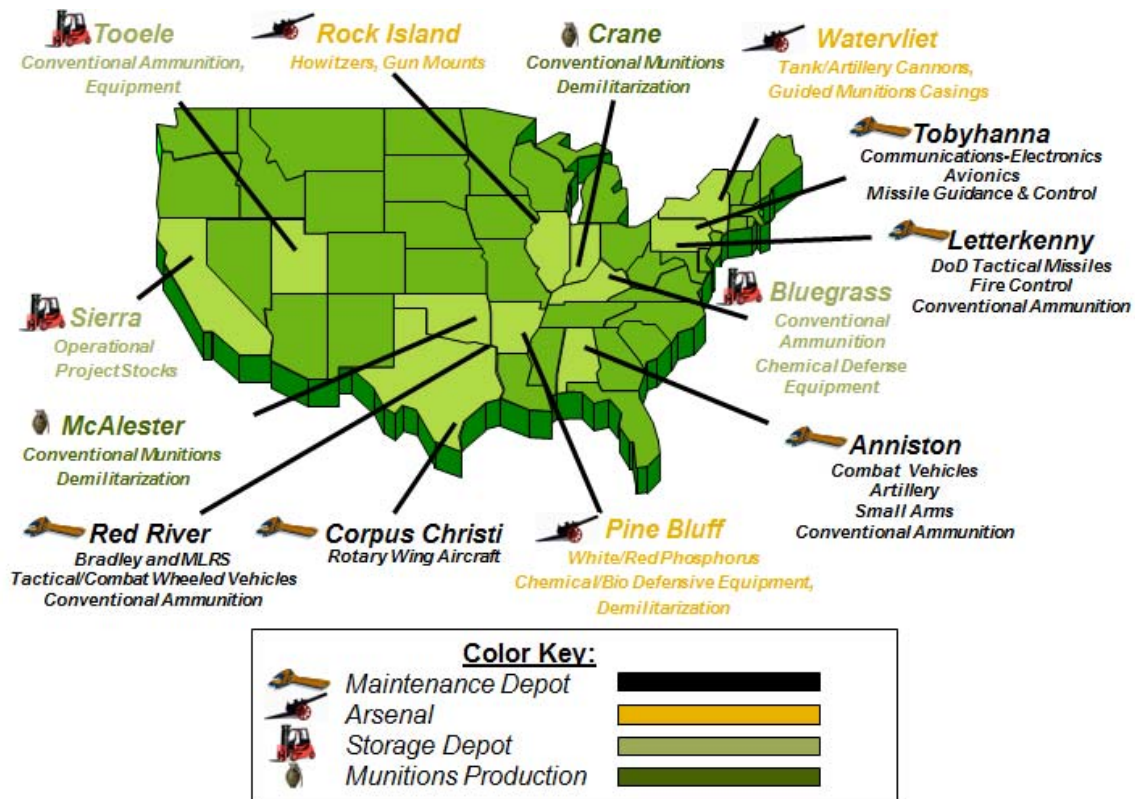 Tooele
Conventional Ammunition,
Equipment
Rock Island
Howitzers, Gun Mounts
Crane
Conventional Munitions
Demilitarization
Watervliet
Tank/Artillery Cannons,
Guided Munitions Casings
Tobyhanna
Communications-Electronics
Avionics
Missile Guidance & Control
Letterkenny
DoD Tactical Missiles
Fire Control
Conventional Ammunition
Bluegrass
Conventional
Ammunition
Chemical Defense
Equipment
Sierra
Operational
Project Stocks
McAlester
Conventional Munitions
Demilitarization
Anniston
Combat Vehicles
Artillery
Small Arms
Conventional Ammunition
Red River
Bradley and MLRS
Tactical/Combat Wheeled Vehicles
Conventional Ammunition
Corpus Christi
Rotary Wing Aircraft
Pine Bluff
White/Red Phosphorus
Chemical/Bio Defensive Equipment,
Demilitarization
Color Key:
Maintenance Depot
Arsenal
Storage Depot
Munitions Production